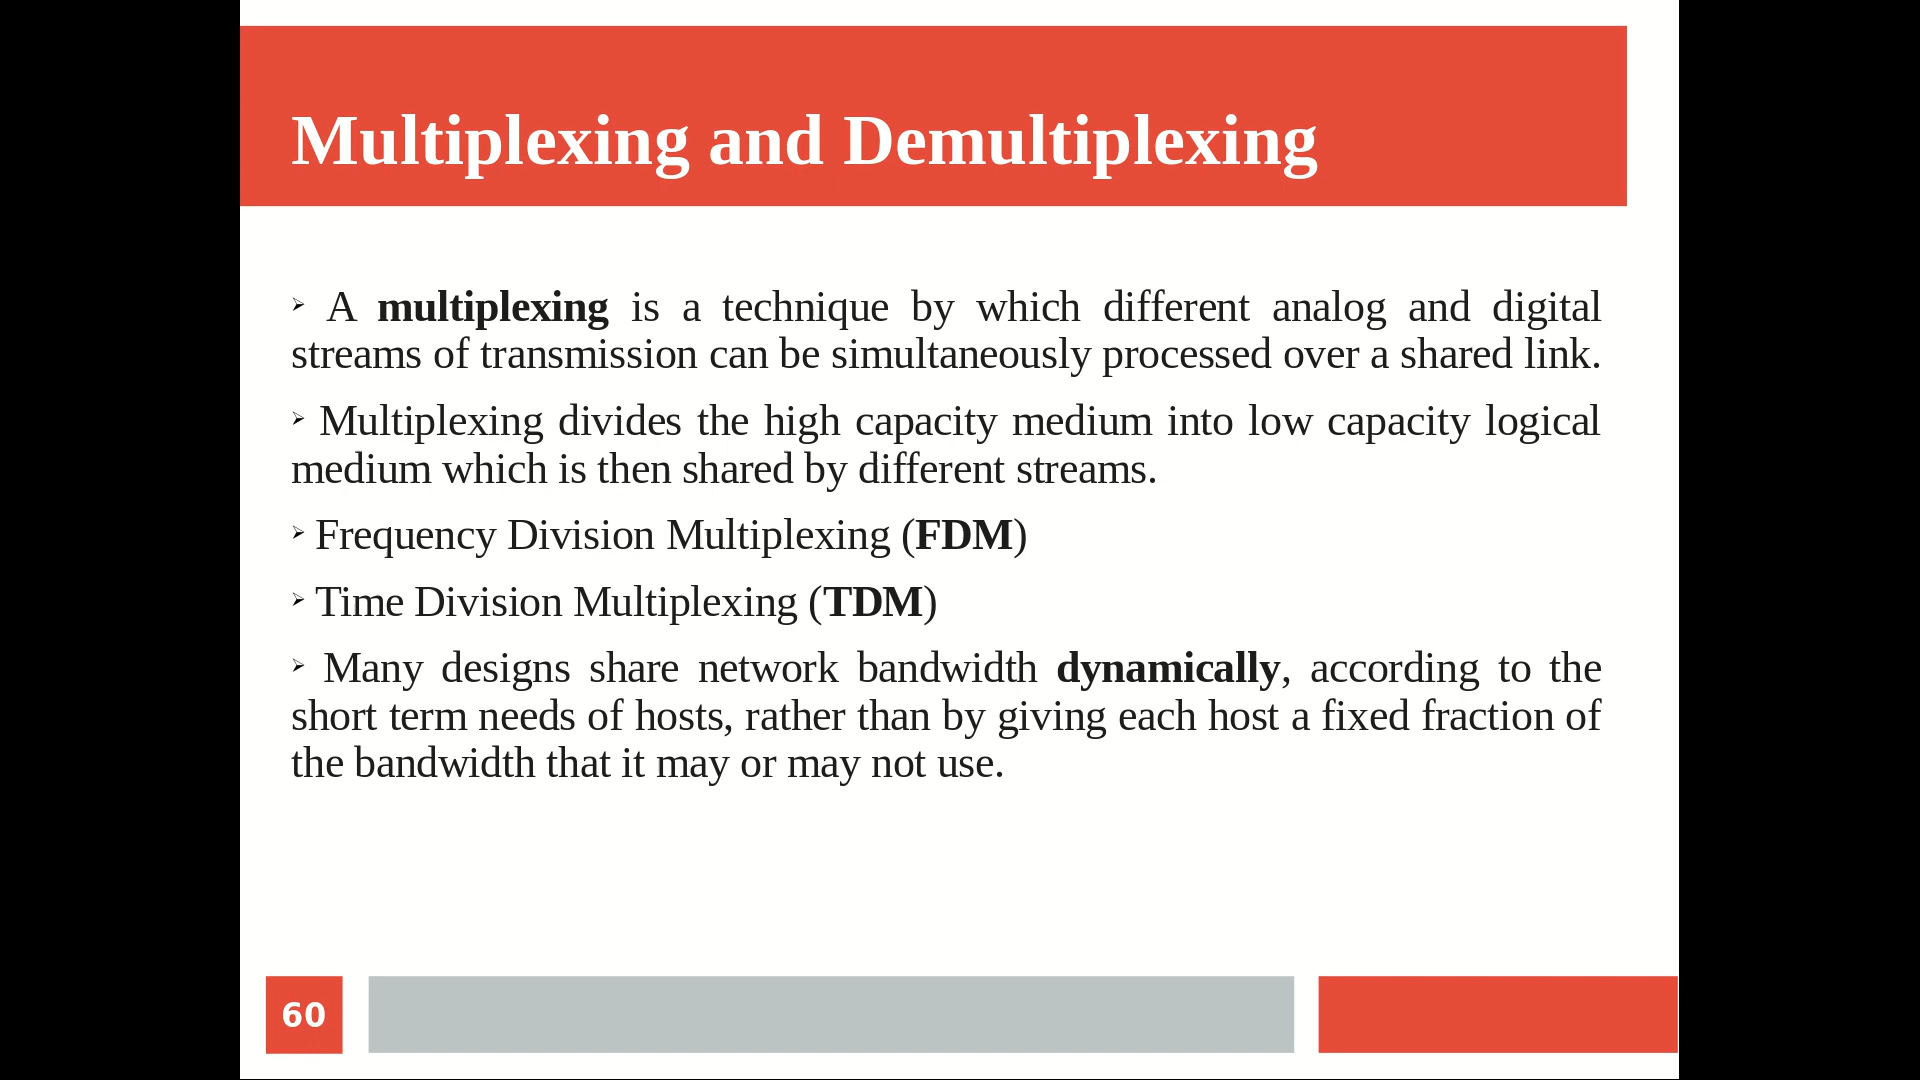 Multiplexing and Demultiplexing
➢ A multiplexing is a technique by which different analog and digital
streams of transmission can be simultaneously processed over a shared link.
➢ Multiplexing divides the high capacity medium into low capacity logical
medium which is then shared by different streams.
➢ Frequency Division Multiplexing (FDM)
➢ Time Division Multiplexing (TDM)
➢ Many designs share network bandwidth dynamically, according to the
short term needs of hosts, rather than by giving each host a fixed fraction of
the bandwidth that it may or may not use.
60